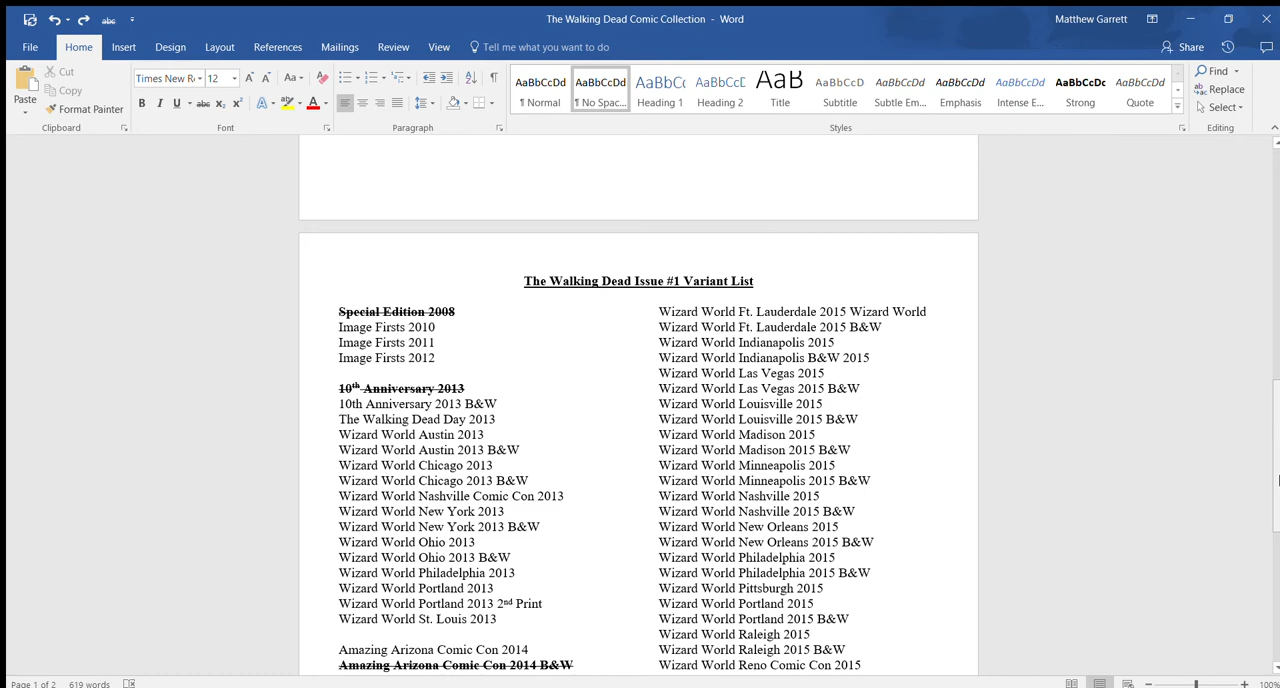 The Walking Dead Comic Collection - Word
Matthew Garrett
File Home Insert Design Layout References Mailings Review View Tell me what you want to do
Share
Paste
Cut
Copy
Format Painter
Clipboard
Times New R 12
Font
Paragraph
AaBbCcDd AaBbCcDd AaBbCc AaBbCcD AaB AaBbCcD AaBbCcDd AaBbCcDd AaBbCcDd AaBbCcDc AaBbCcDd
¶ Normal ¶ No Spac... Heading 1 Heading 2 Title Subtitle Subtle Em... Emphasis Intense E... Strong Quote
Styles
Find
Replace
Select
Editing
The Walking Dead Issue #1 Variant List
Special Edition 2008
Image Firsts 2010
Image Firsts 2011
Image Firsts 2012
10th Anniversary 2013
10th Anniversary 2013 B&W
The Walking Dead Day 2013
Wizard World Austin 2013
Wizard World Austin 2013 B&W
Wizard World Chicago 2013
Wizard World Chicago 2013 B&W
Wizard World Nashville Comic Con 2013
Wizard World New York 2013
Wizard World New York 2013 B&W
Wizard World Ohio 2013
Wizard World Ohio 2013 B&W
Wizard World Philadelphia 2013
Wizard World Portland 2013
Wizard World Portland 2013 2nd Print
Wizard World St. Louis 2013
Amazing Arizona Comic Con 2014
Amazing Arizona Comic Con 2014 B&W
Wizard World Ft. Lauderdale 2015 Wizard World
Wizard World Ft. Lauderdale 2015 B&W
Wizard World Indianapolis 2015
Wizard World Indianapolis B&W 2015
Wizard World Las Vegas 2015
Wizard World Las Vegas 2015 B&W
Wizard World Louisville 2015
Wizard World Louisville 2015 B&W
Wizard World Madison 2015
Wizard World Madison 2015 B&W
Wizard World Minneapolis 2015
Wizard World Minneapolis 2015 B&W
Wizard World Nashville 2015
Wizard World Nashville 2015 B&W
Wizard World New Orleans 2015
Wizard World New Orleans 2015 B&W
Wizard World Philadelphia 2015
Wizard World Philadelphia 2015 B&W
Wizard World Pittsburgh 2015
Wizard World Portland 2015
Wizard World Portland 2015 B&W
Wizard World Raleigh 2015
Wizard World Raleigh 2015 B&W
Wizard World Reno Comic Con 2015
Page 1 of 2 619 words
100%